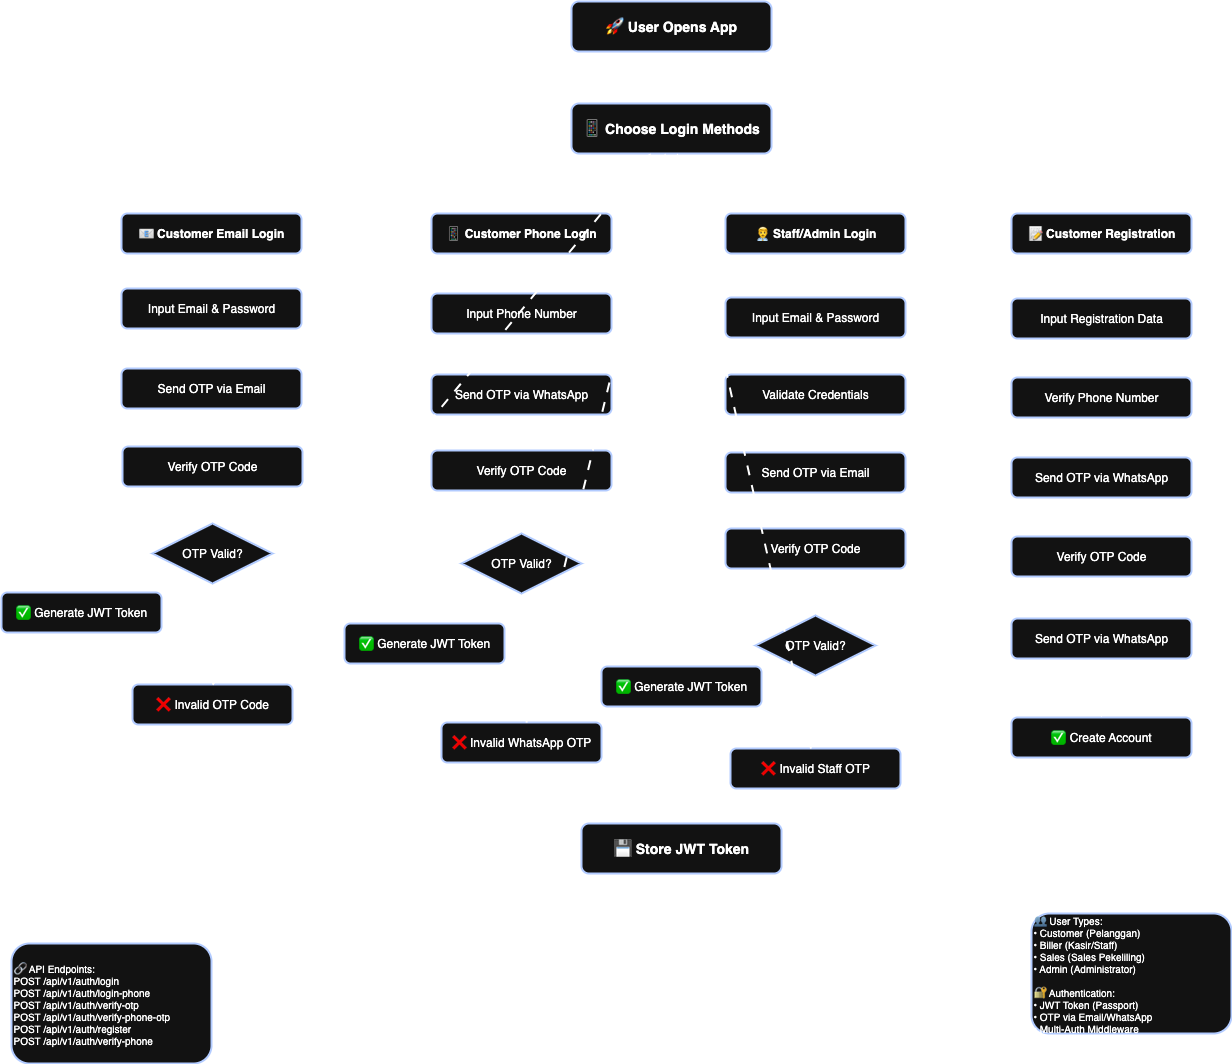 🚀 User Opens App
📱 Choose Login Methods
📧 Customer Email Login
📱 Customer Phone Login
👨‍💼 Staff/Admin Login
📝 Customer Registration
Input Email & Password
Input Phone Number
Input Email & Password
Input Registration Data
Send OTP via Email
Send OTP via WhatsApp
Validate Credentials
Verify Phone Number
Verify OTP Code
Verify OTP Code
Send OTP via Email
Send OTP via WhatsApp
OTP Valid?
OTP Valid?
Verify OTP Code
Verify OTP Code
✅ Generate JWT Token
✅ Generate JWT Token
OTP Valid?
Send OTP via WhatsApp
✅ Generate JWT Token
❌ Invalid OTP Code
❌ Invalid WhatsApp OTP
✅ Create Account
❌ Invalid Staff OTP
💾 Store JWT Token
🔗 API Endpoints:
POST /api/v1/auth/login
POST /api/v1/auth/login-phone
POST /api/v1/auth/verify-otp
POST /api/v1/auth/verify-phone-otp
POST /api/v1/auth/register
POST /api/v1/auth/verify-phone
👥 User Types:
• Customer (Pelanggan)
• Biller (Kasir/Staff)
• Sales (Sales Pekeliling)
• Admin (Administrator)
🔐 Authentication:
• JWT Token (Passport)
• OTP via Email/WhatsApp
• Multi-Auth Middleware